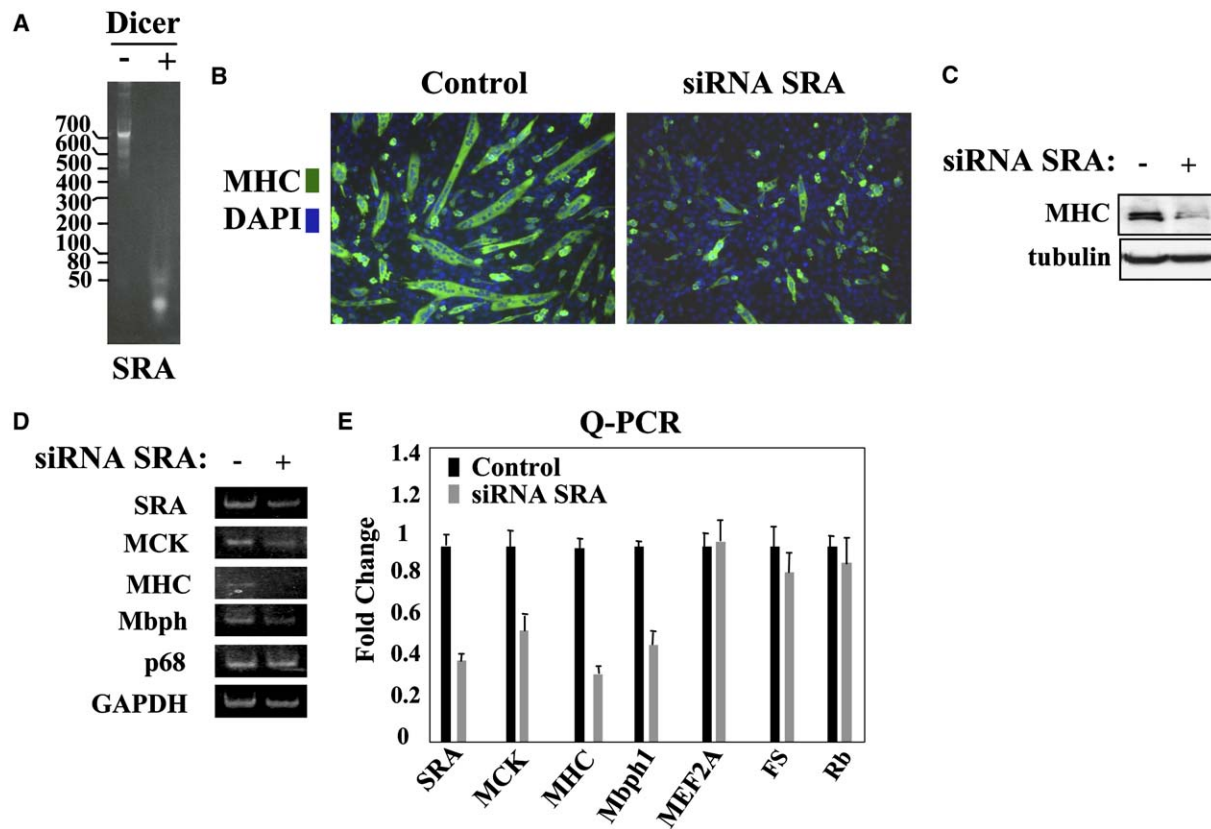 A
Dicer
- +
700
600
500
400
300
200
100
80
50
SRA
B
Control siRNA SRA
MHC
DAPI
C
siRNA SRA: - +
MHC
tubulin
D
siRNA SRA: - +
SRA
MCK
MHC
Mbph
p68
GAPDH
E
Q-PCR
Fold Change
1.4
1.2
1
0.8
0.6
0.4
0.2
0
Control
siRNA SRA
SRA MCK MHC Mbph1 MEF2A FS Rb